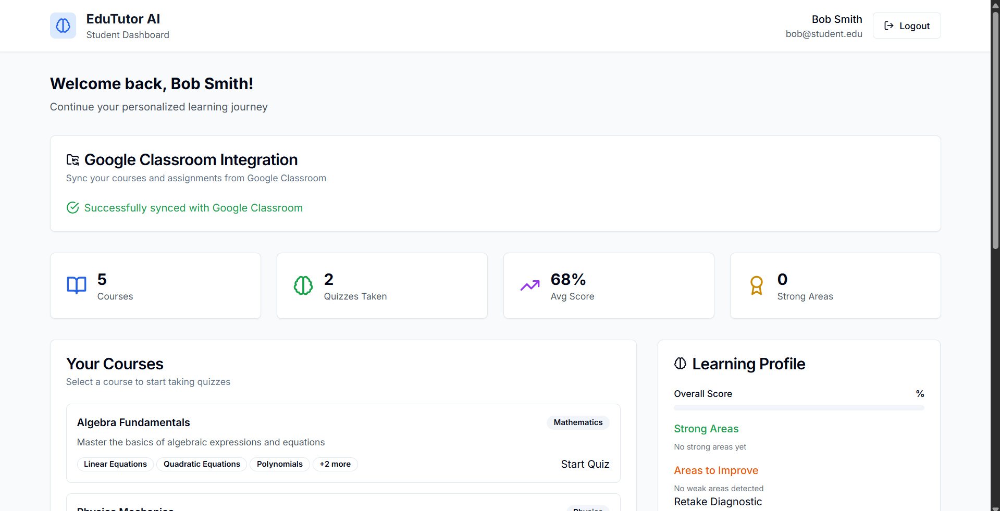 EduTutor AI
Student Dashboard
Bob Smith
bob@student.edu
Logout
Welcome back, Bob Smith!
Continue your personalized learning journey
Google Classroom Integration
Sync your courses and assignments from Google Classroom
Successfully synced with Google Classroom
5
Courses
2
Quizzes Taken
68%
Avg Score
0
Strong Areas
Your Courses
Select a course to start taking quizzes
Algebra Fundamentals
Mathematics
Master the basics of algebraic expressions and equations
Linear Equations
Quadratic Equations
Polynomials
+2 more
Start Quiz
Physics Mechanics
Physics
Learning Profile
Overall Score
%
Strong Areas
No strong areas yet
Areas to Improve
No weak areas detected
Retake Diagnostic